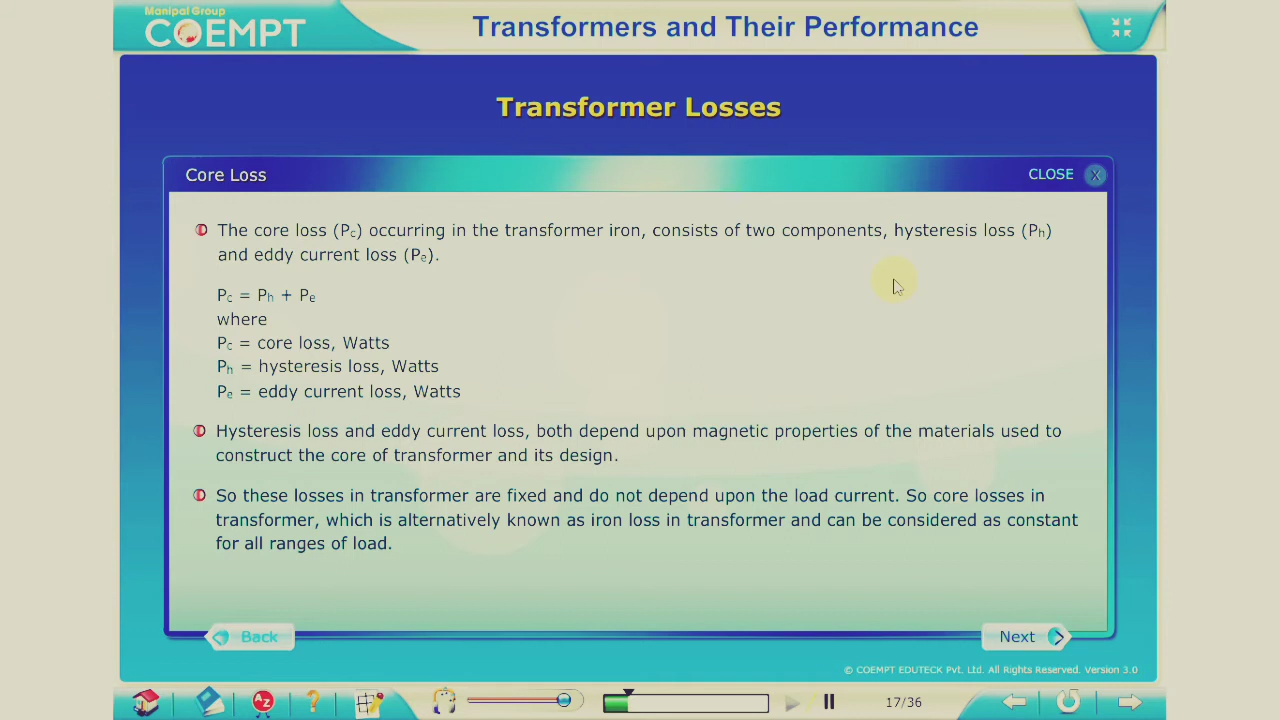 Manipal Group
COEMPT
Transformers and Their Performance
Transformer Losses
Core Loss
CLOSE X
The core loss (Pc) occurring in the transformer iron, consists of two components, hysteresis loss (Ph)
and eddy current loss (Pe).
Pc = Ph + Pe
where
Pc = core loss, Watts
Ph = hysteresis loss, Watts
Pe = eddy current loss, Watts
Hysteresis loss and eddy current loss, both depend upon magnetic properties of the materials used to
construct the core of transformer and its design.
So these losses in transformer are fixed and do not depend upon the load current. So core losses in
transformer, which is alternatively known as iron loss in transformer and can be considered as constant
for all ranges of load.
Back
Next
© COEMPT EDUTECK Pvt. Ltd. All Rights Reserved. Version 3.0
AZ
?
17/36